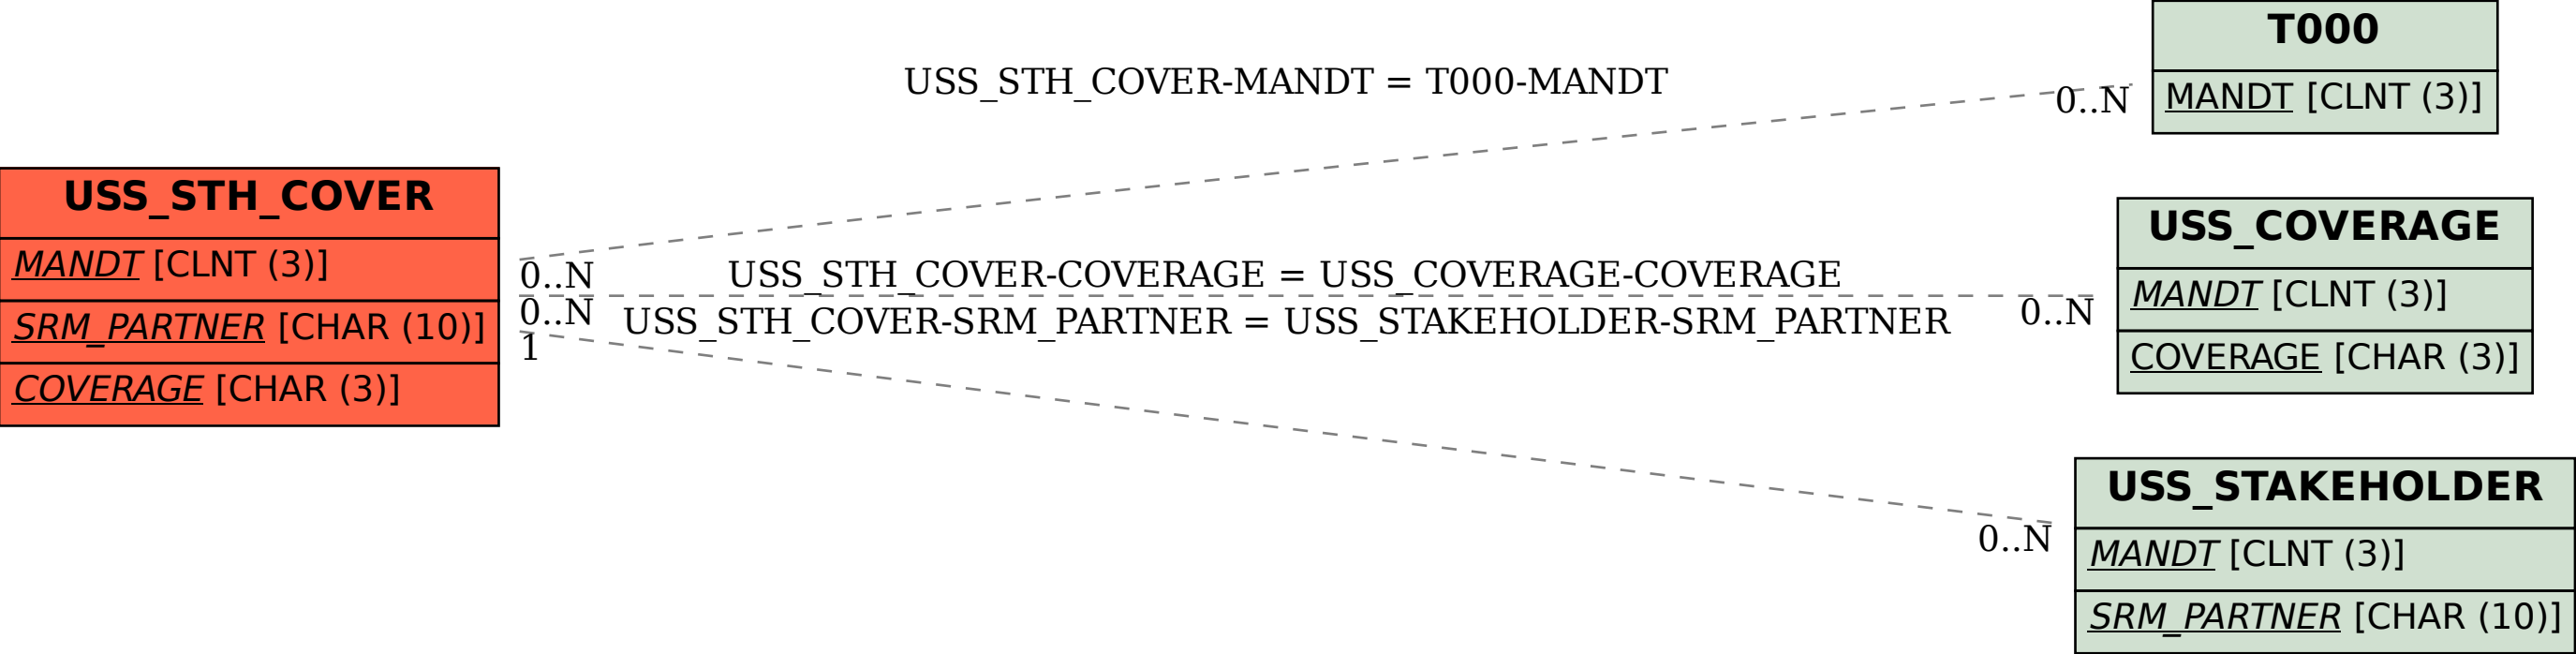 T000
MANDT [CLNT (3)]
USS_STH_COVER-MANDT = T000-MANDT
0..N
USS_STH_COVER
MANDT [CLNT (3)]
SRM_PARTNER [CHAR (10)]
COVERAGE [CHAR (3)]
0..N
USS_STH_COVER-COVERAGE = USS_COVERAGE-COVERAGE
0..N
0..N
USS_STH_COVER-SRM_PARTNER = USS_STAKEHOLDER-SRM_PARTNER
1
USS_COVERAGE
MANDT [CLNT (3)]
COVERAGE [CHAR (3)]
0..N
USS_STAKEHOLDER
MANDT [CLNT (3)]
SRM_PARTNER [CHAR (10)]